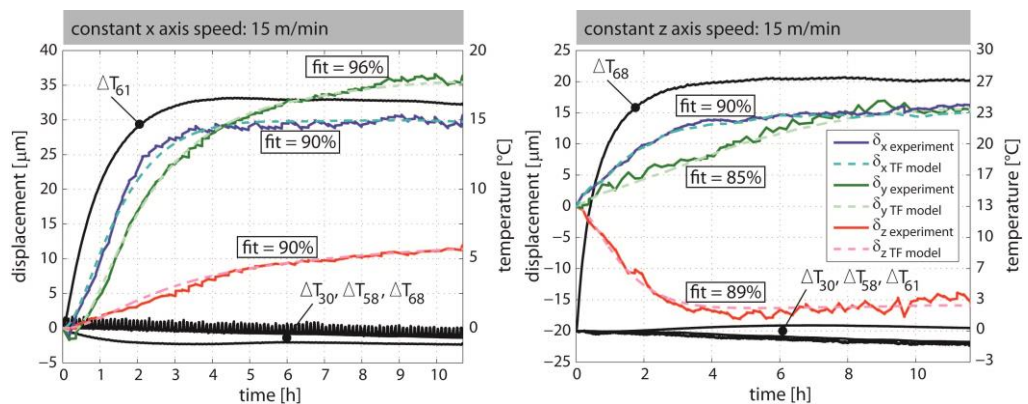 constant x axis speed: 15 m/min
40
35
30
25
20
15
10
5
0
−5
displacement [μm]
ΔT61
fit = 96%
fit = 90%
fit = 90%
ΔT30, ΔT58, ΔT68
20
15
10
5
0
temperature [°C]
0 1 2 3 4 5 6 7 8 9 10
time [h]
constant z axis speed: 15 m/min
25
20
15
10
5
0
−5
−10
−15
−20
−25
displacement [μm]
ΔT68
fit = 90%
fit = 85%
δx experiment
δx TF model
δy experiment
δy TF model
δz experiment
δz TF model
ΔT30, ΔT58, ΔT61
fit = 89%
30
27
23
20
17
13
10
7
3
0
−3
temperature [°C]
0 2 4 6 8 10
time [h]